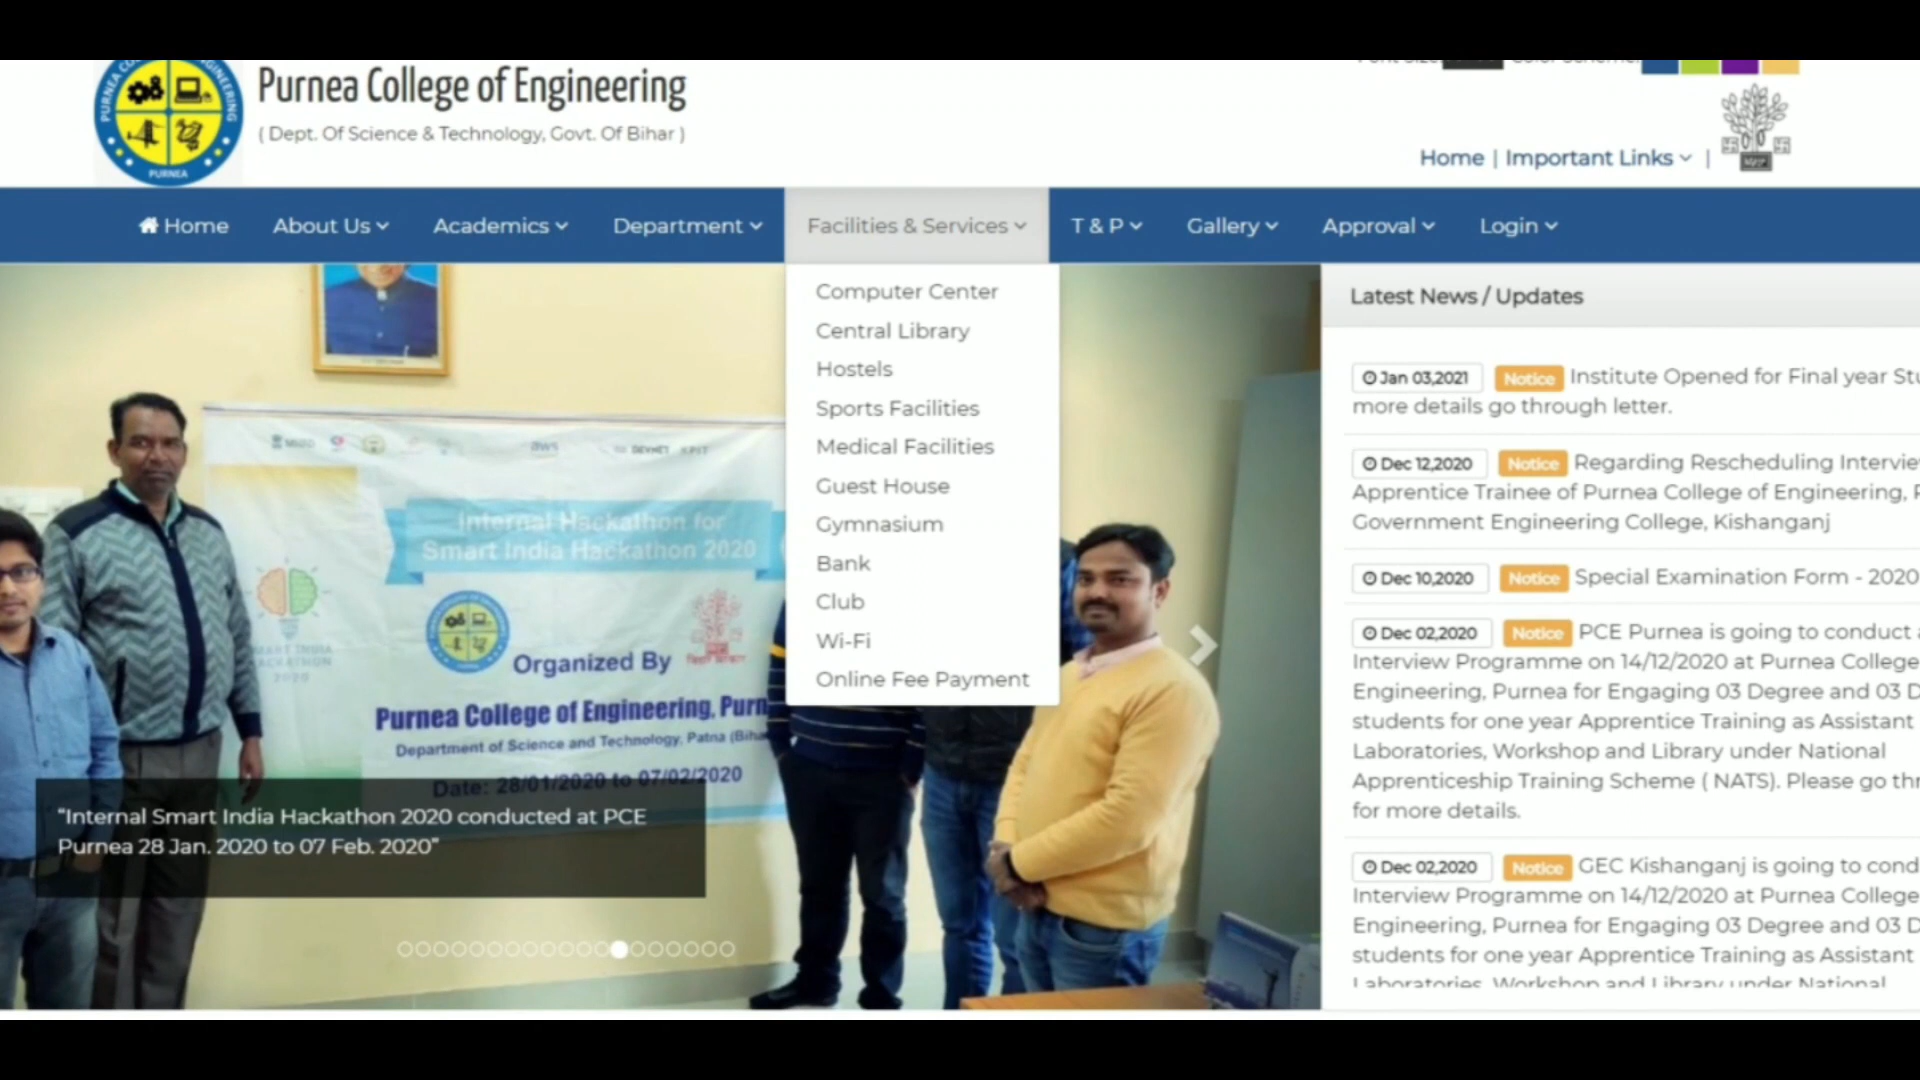 Purnea College of Engineering
( Dept. Of Science & Technology, Govt. Of Bihar )
PURNEA
Home | Important Links |
Home About Us Academics Department Facilities & Services T & P Gallery Approval Login
Computer Center
Central Library
Hostels
Sports Facilities
Medical Facilities
Guest House
Gymnasium
Bank
Club
Wi-Fi
Online Fee Payment
aws
Internal Hackathon for
Smart India Hackathon 2020
Organized By
Purnea College of Engineering, Purn
Department of Science and Technology, Patna (Biha
Date: 28/01/2020 to 07/02/2020
“Internal Smart India Hackathon 2020 conducted at PCE
Purnea 28 Jan. 2020 to 07 Feb. 2020”
Latest News / Updates
Jan 03,2021 Notice Institute Opened for Final year Stu
more details go through letter.
Dec 12,2020 Notice Regarding Rescheduling Intervie
Apprentice Trainee of Purnea College of Engineering, P
Government Engineering College, Kishanganj
Dec 10,2020 Notice Special Examination Form - 2020
Dec 02,2020 Notice PCE Purnea is going to conduct a
Interview Programme on 14/12/2020 at Purnea College
Engineering, Purnea for Engaging 03 Degree and 03 D
students for one year Apprentice Training as Assistant
Laboratories, Workshop and Library under National
Apprenticeship Training Scheme ( NATS). Please go thr
for more details.
Dec 02,2020 Notice GEC Kishanganj is going to cond
Interview Programme on 14/12/2020 at Purnea College
Engineering, Purnea for Engaging 03 Degree and 03 D
students for one year Apprentice Training as Assistant
Laboratories, Workshop and Library under National